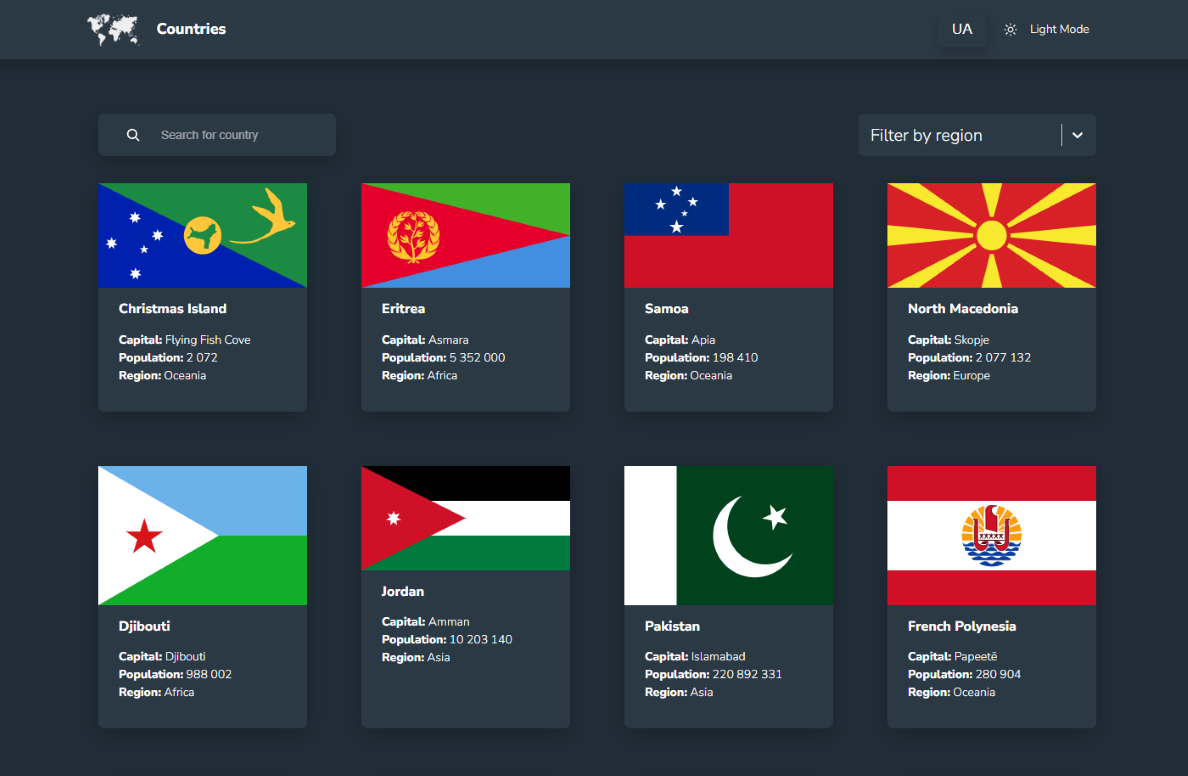 Countries
UA
Light Mode
Search for country
Filter by region
Christmas Island
Capital: Flying Fish Cove
Population: 2 072
Region: Oceania
Eritrea
Capital: Asmara
Population: 5 352 000
Region: Africa
Samoa
Capital: Apia
Population: 198 410
Region: Oceania
North Macedonia
Capital: Skopje
Population: 2 077 132
Region: Europe
Djibouti
Capital: Djibouti
Population: 988 002
Region: Africa
Jordan
Capital: Amman
Population: 10 203 140
Region: Asia
Pakistan
Capital: Islamabad
Population: 220 892 331
Region: Asia
French Polynesia
Capital: Papeetē
Population: 280 904
Region: Oceania